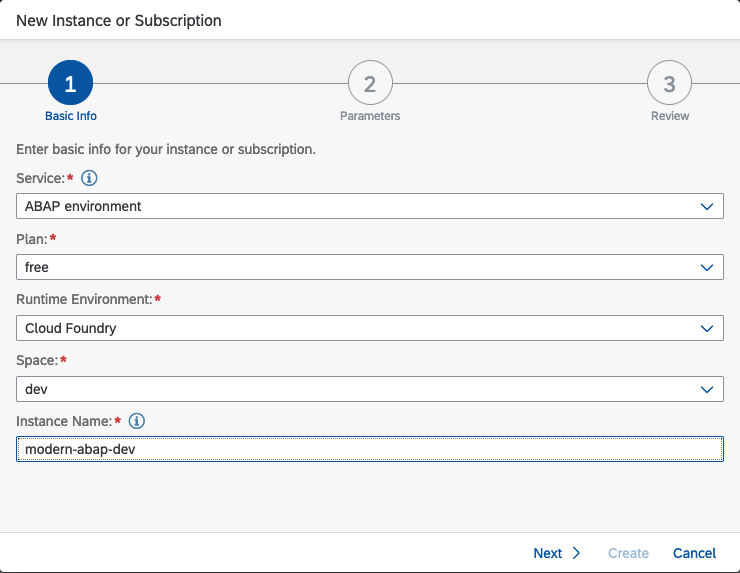 New Instance or Subscription
1 2 3
Basic Info Parameters Review
Enter basic info for your instance or subscription.
Service:* i
ABAP environment
Plan:*
free
Runtime Environment:*
Cloud Foundry
Space:*
dev
Instance Name:* i
modern-abap-dev
Next Create Cancel